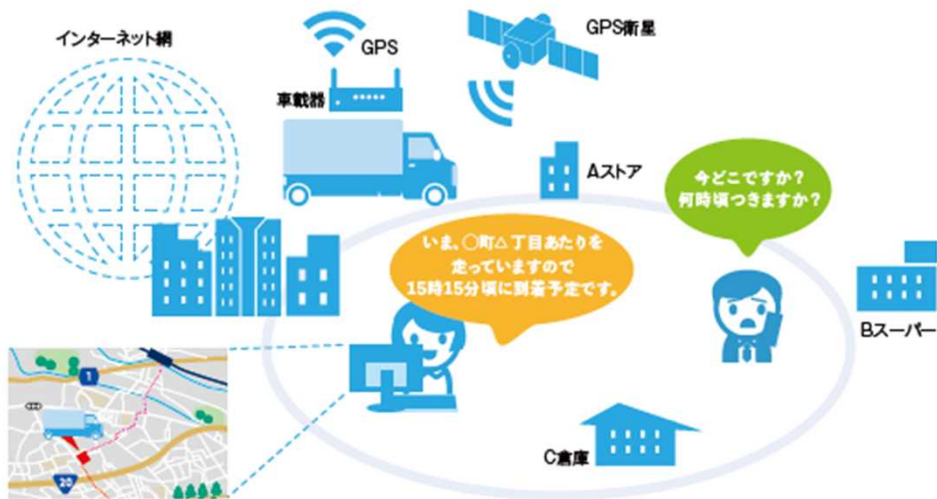 インターネット網
GPS
GPS衛星
車載器
Aストア
今どこですか？
何時頃つきますか？
いま、〇町△丁目あたりを
走っていますので
15時15分頃に到着予定です。
Bスーパー
C倉庫
1
20